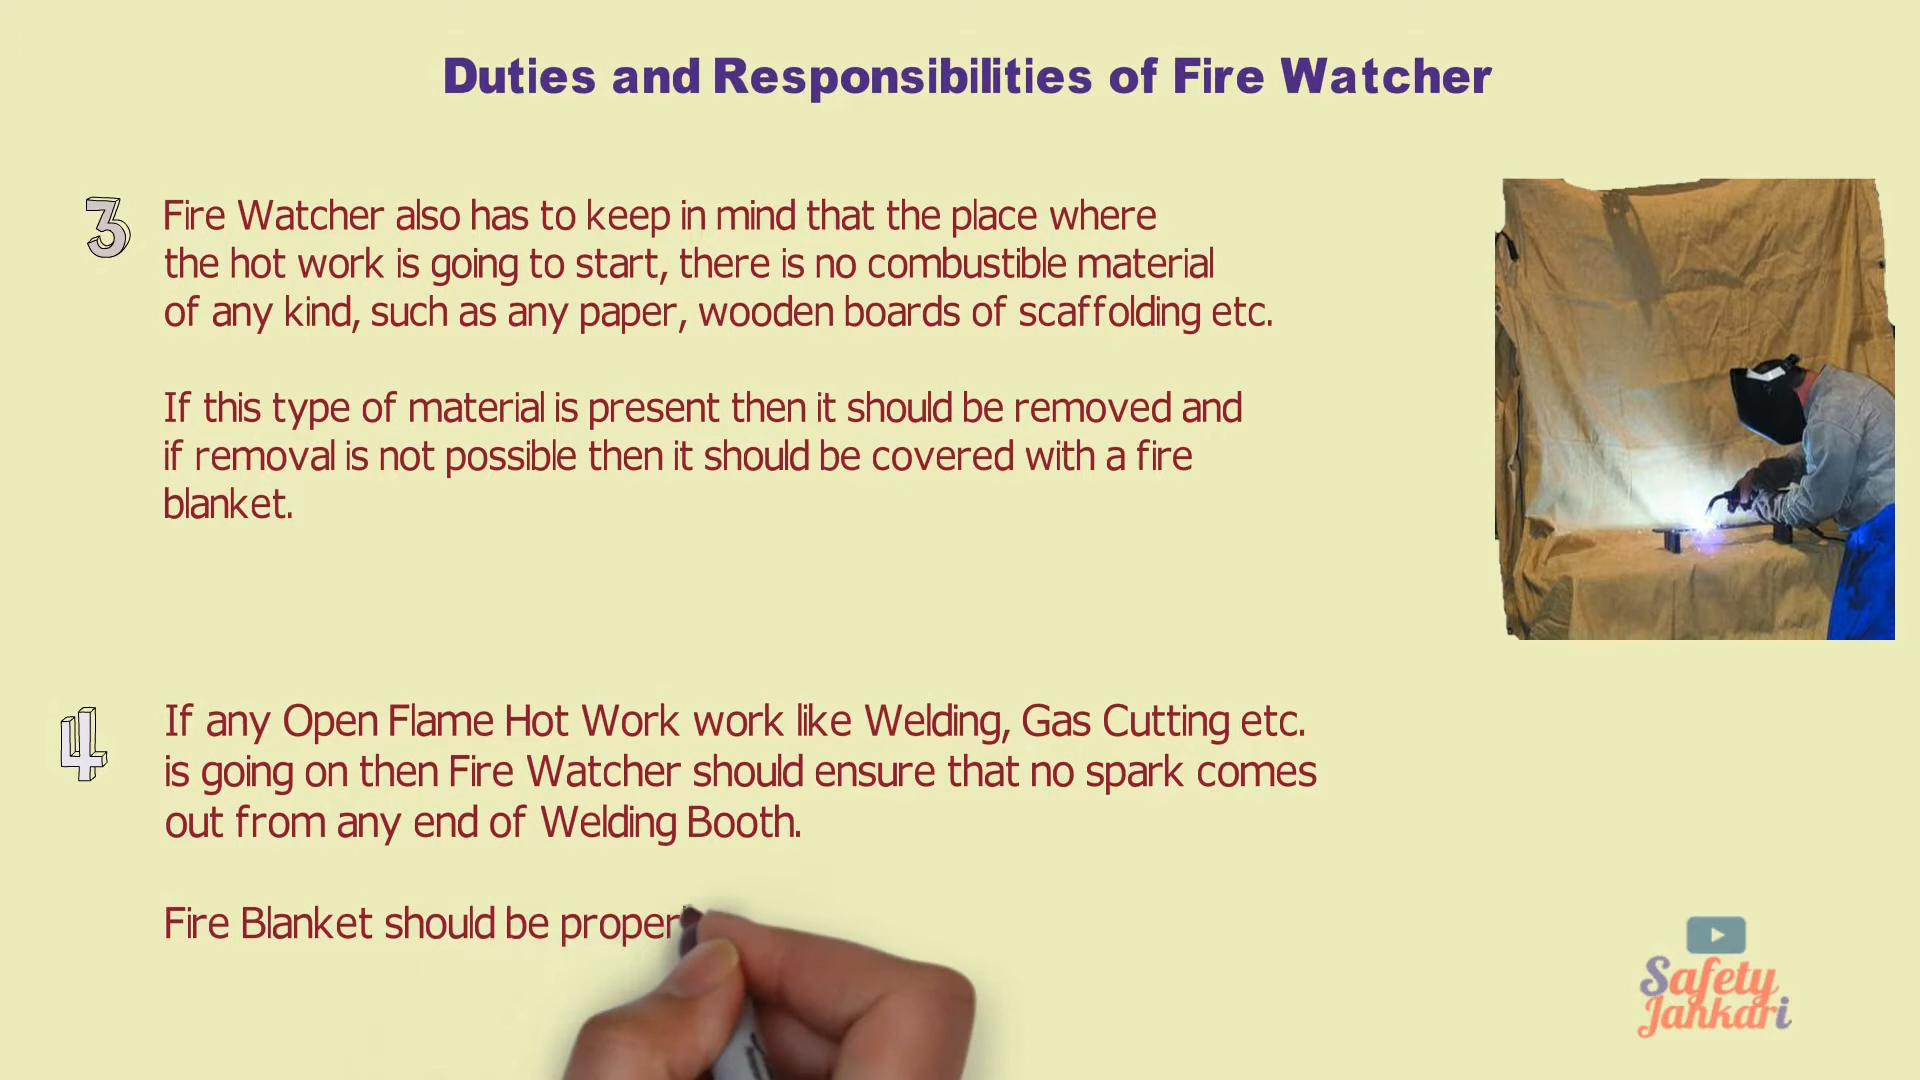 Duties and Responsibilities of Fire Watcher
3
Fire Watcher also has to keep in mind that the place where
the hot work is going to start, there is no combustible material
of any kind, such as any paper, wooden boards of scaffolding etc.
If this type of material is present then it should be removed and
if removal is not possible then it should be covered with a fire
blanket.
4
If any Open Flame Hot Work work like Welding, Gas Cutting etc.
is going on then Fire Watcher should ensure that no spark comes
out from any end of Welding Booth.
Fire Blanket should be proper
Safety
Jankari